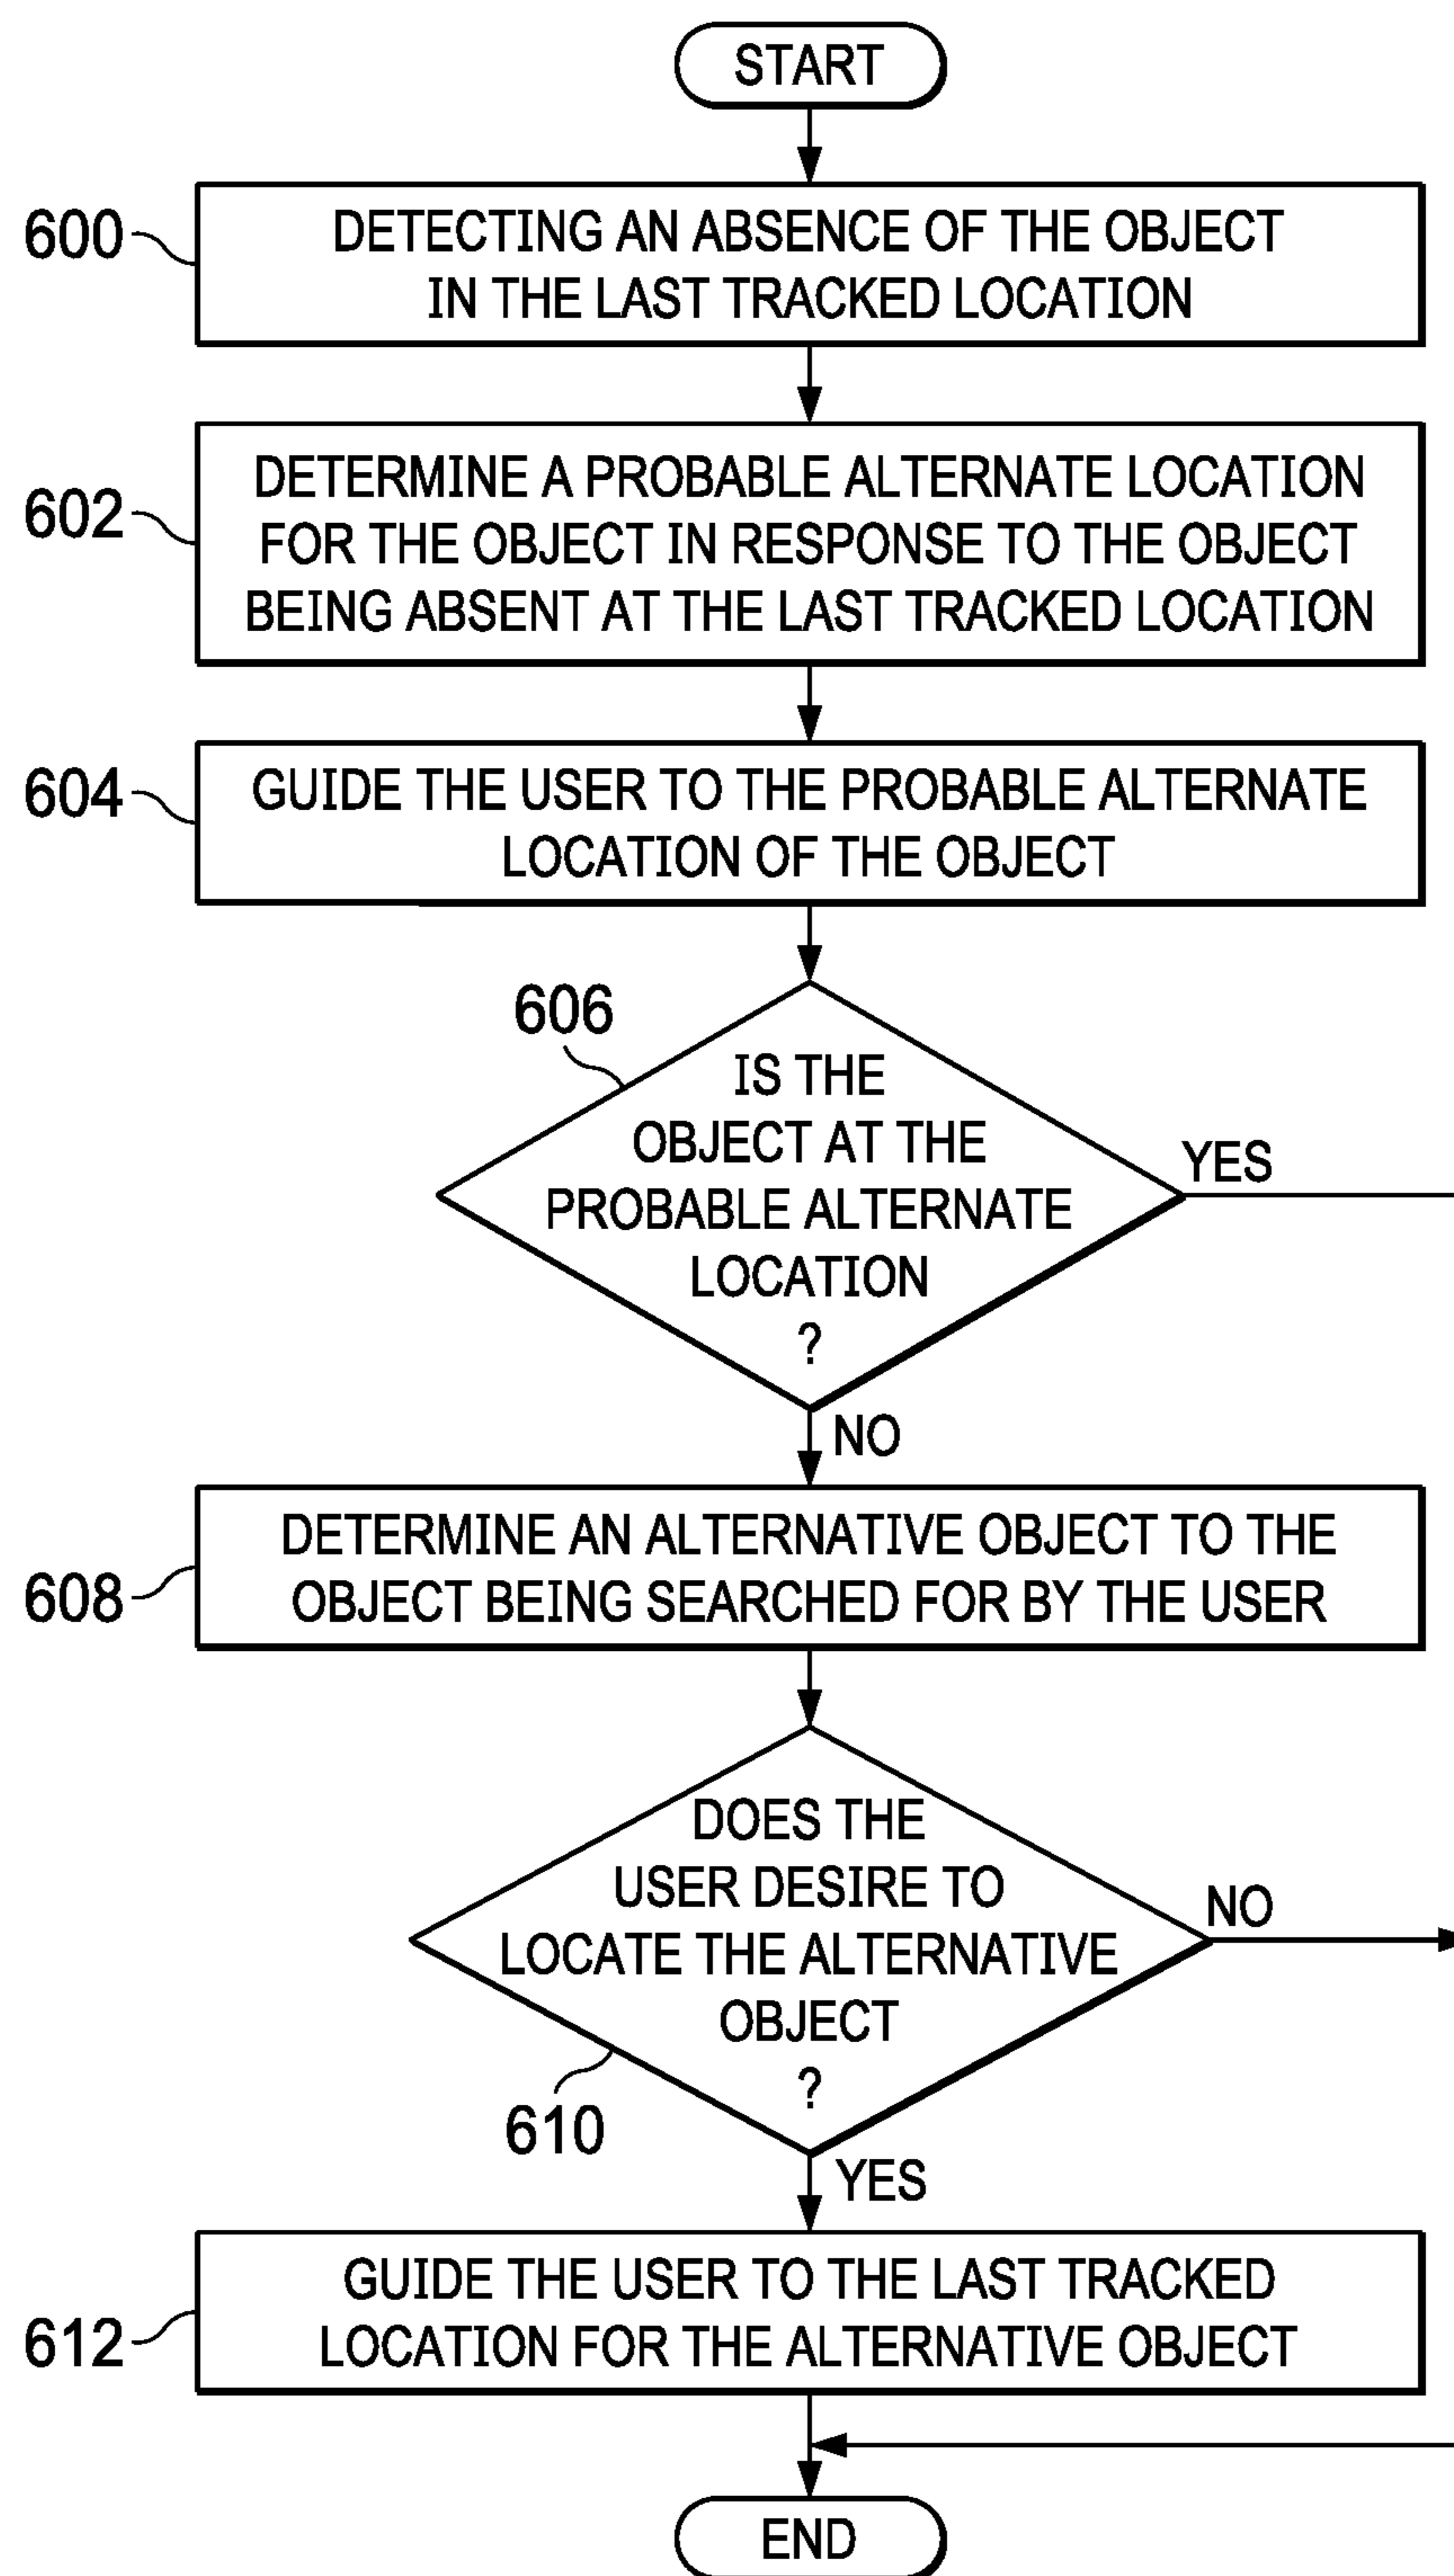 START
600
DETECTING AN ABSENCE OF THE OBJECT
IN THE LAST TRACKED LOCATION
602
DETERMINE A PROBABLE ALTERNATE LOCATION
FOR THE OBJECT IN RESPONSE TO THE OBJECT
BEING ABSENT AT THE LAST TRACKED LOCATION
604
GUIDE THE USER TO THE PROBABLE ALTERNATE
LOCATION OF THE OBJECT
606
IS THE
OBJECT AT THE
PROBABLE ALTERNATE
LOCATION
?
YES
NO
608
DETERMINE AN ALTERNATIVE OBJECT TO THE
OBJECT BEING SEARCHED FOR BY THE USER
DOES THE
USER DESIRE TO
LOCATE THE ALTERNATIVE
OBJECT
?
NO
610
YES
612
GUIDE THE USER TO THE LAST TRACKED
LOCATION FOR THE ALTERNATIVE OBJECT
END